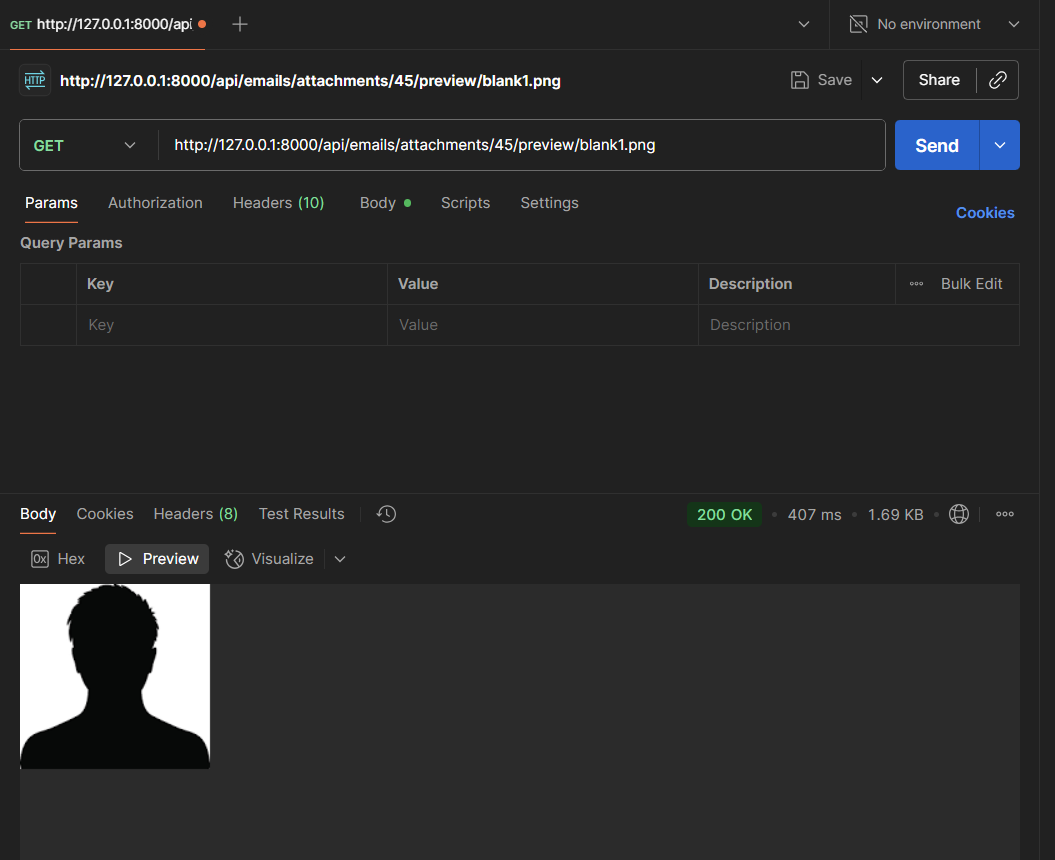 GET http://127.0.0.1:8000/api
No environment
HTTP http://127.0.0.1:8000/api/emails/attachments/45/preview/blank1.png
Save
Share
GET http://127.0.0.1:8000/api/emails/attachments/45/preview/blank1.png
Send
Params Authorization Headers (10) Body Scripts Settings
Cookies
Query Params
Key Value Description Bulk Edit
Key Value Description
Body Cookies Headers (8) Test Results 200 OK 407 ms 1.69 KB
0x Hex Preview Visualize